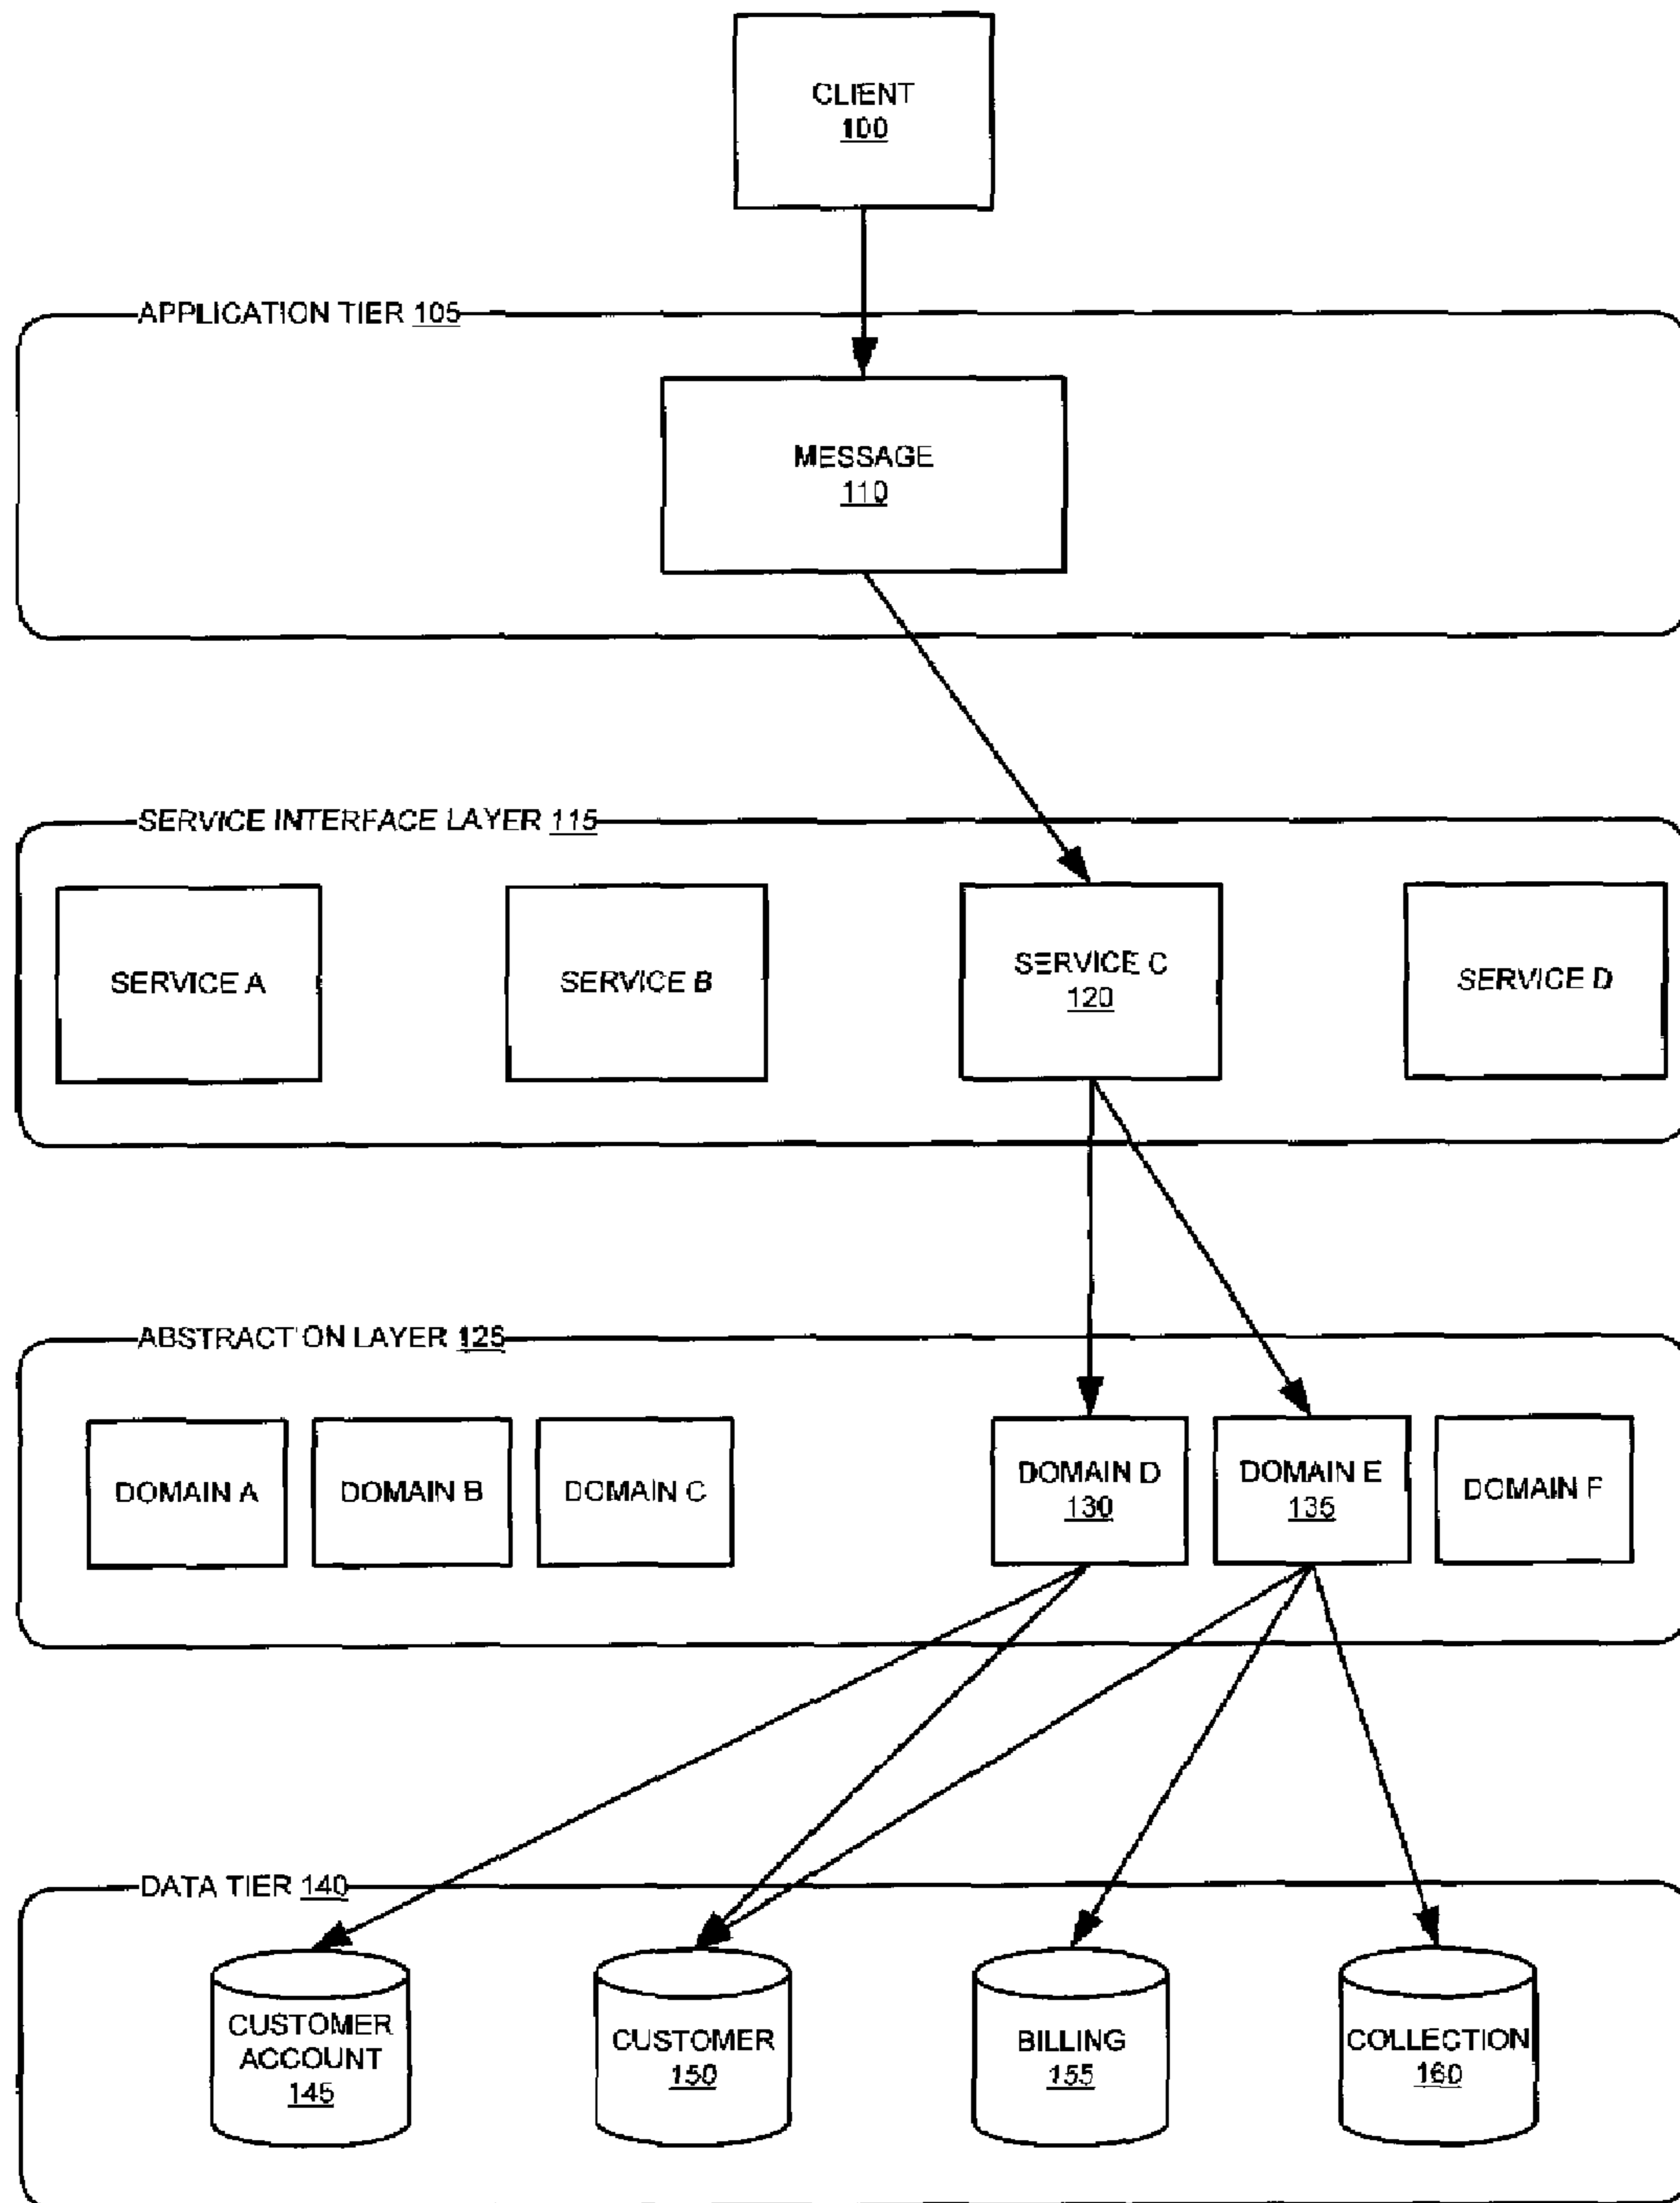 CLIENT
100
APPLICATION TIER 105
MESSAGE
110
SERVICE INTERFACE LAYER 115
SERVICE A
SERVICE B
SERVICE C
120
SERVICE D
ABSTRACTION LAYER 125
DOMAIN A
DOMAIN B
DOMAIN C
DOMAIN D
130
DOMAIN E
135
DOMAIN F
DATA TIER 140
CUSTOMER
ACCOUNT
145
CUSTOMER
150
BILLING
155
COLLECTION
160